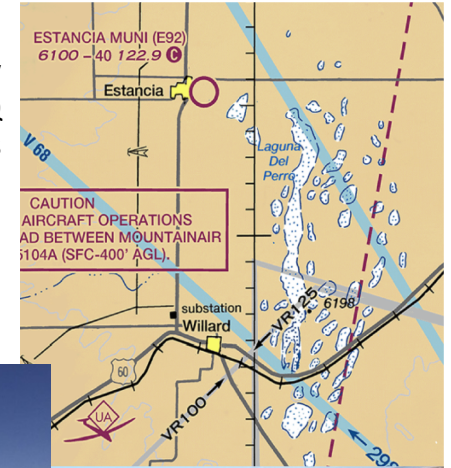 ESTANCIA MUNI (E92)
6100 - 40 122.9 C
Estancia
V 68
Laguna
Del
Perro
CAUTION
AIRCRAFT OPERATIONS
AD BETWEEN MOUNTAINAIR
5104A (SFC-400' AGL).
VR125
6198
substation
Willard
60
UA
VR100